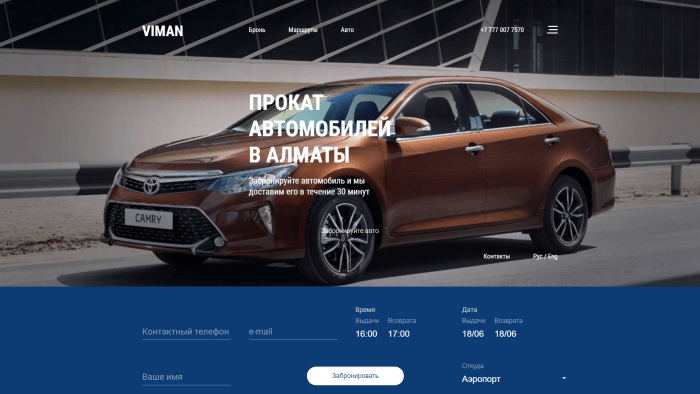 VIMAN
Бронь
Маршруты
Авто
+7 777 007 7570
ПРОКАТ
АВТОМОБИЛЕЙ
В АЛМАТЫ
Забронируйте автомобиль и мы
доставим его в течение 30 минут
CAMRY
Забронируйте авто
Контакты
Рус / Eng
Контактный телефон
e-mail
Время
Выдачи Возврата
16:00 17:00
Дата
Выдачи Возврата
18/06 18/06
Ваше имя
Забронировать
Откуда
Аэропорт